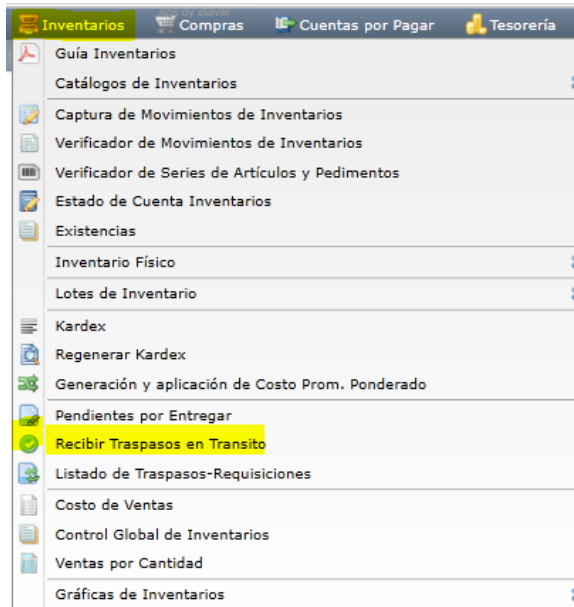 Inventarios Compras Cuentas por Pagar Tesorería
Guía Inventarios
Catálogos de Inventarios
Captura de Movimientos de Inventarios
Verificador de Movimientos de Inventarios
Verificador de Series de Artículos y Pedimentos
Estado de Cuenta Inventarios
Existencias
Inventario Físico
Lotes de Inventario
Kardex
Regenerar Kardex
Generación y aplicación de Costo Prom. Ponderado
Pendientes por Entregar
Recibir Traspasos en Transito
Listado de Traspasos-Requisiciones
Costo de Ventas
Control Global de Inventarios
Ventas por Cantidad
Gráficas de Inventarios